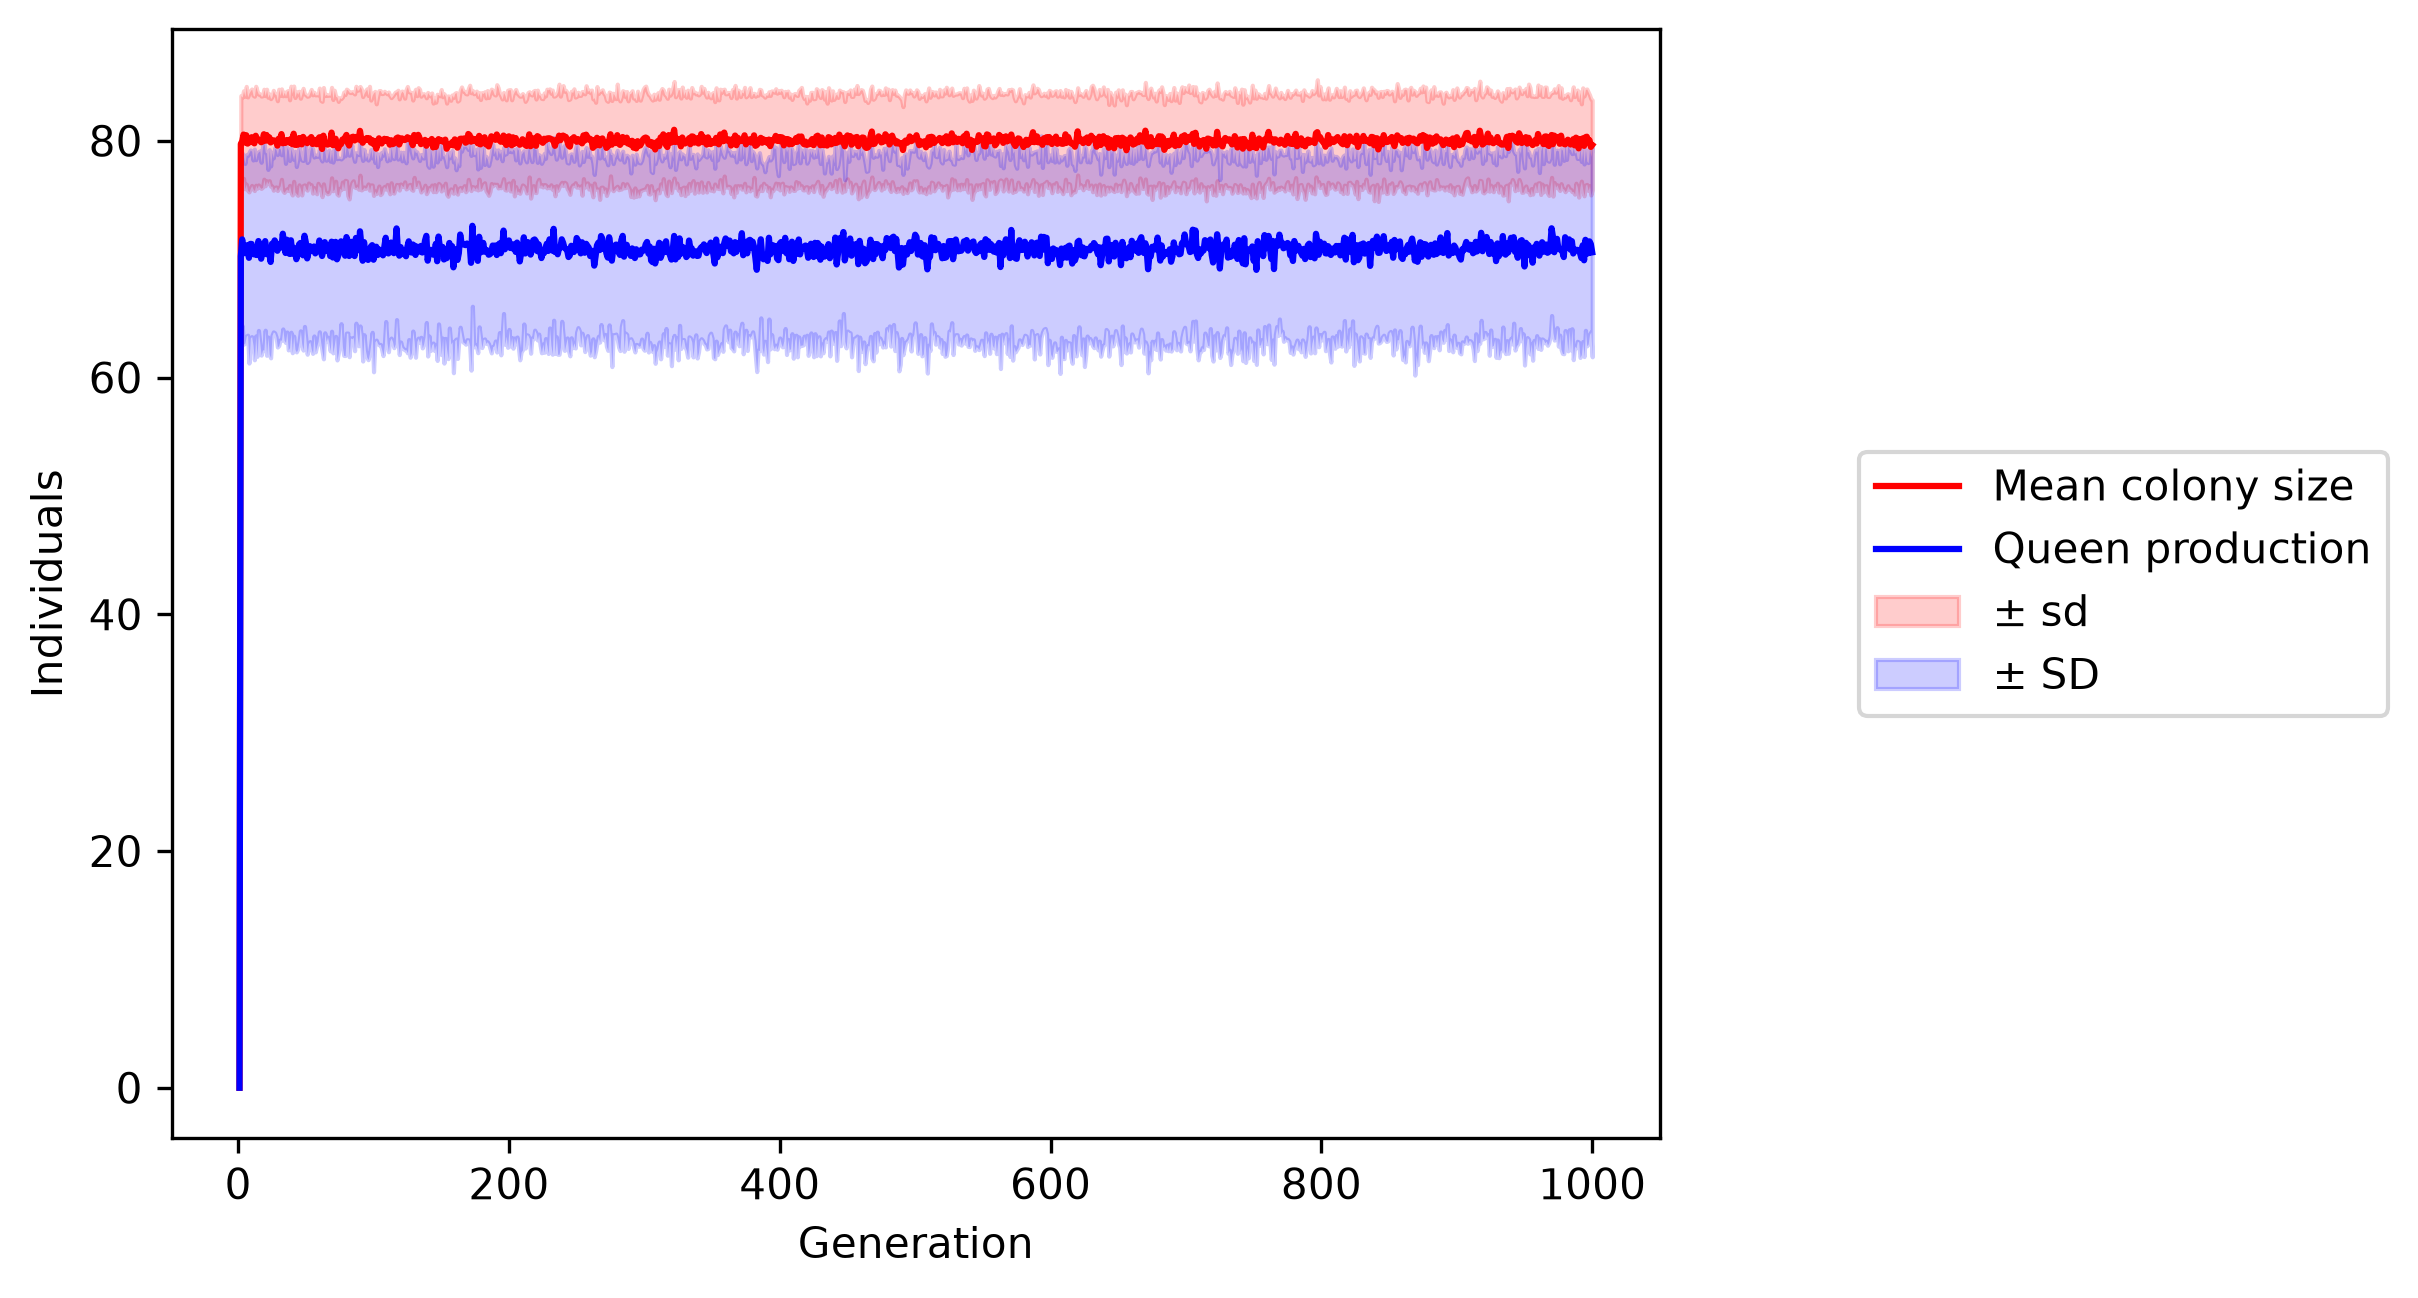 80
60
40
20
0
Individuals
0 200 400 600 800 1000
Generation
Mean colony size
Queen production
± sd
± SD